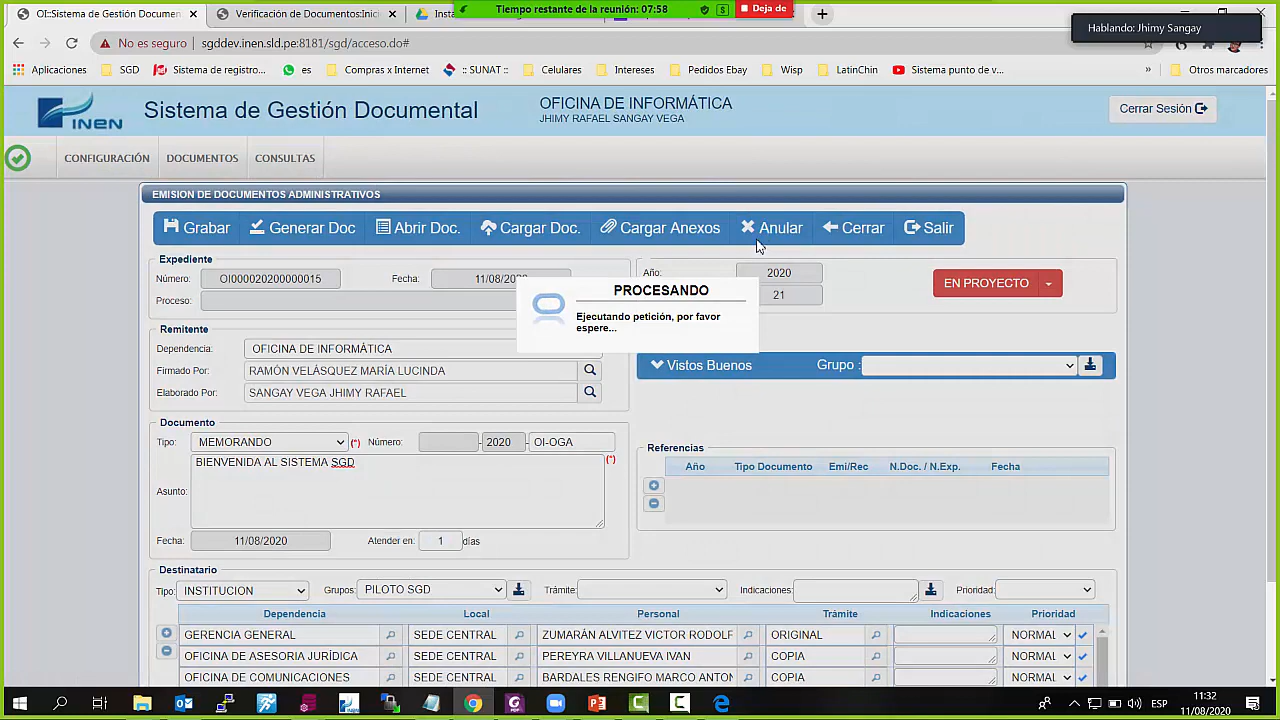 OI::Sistema de Gestión Documental ×
Verificación de Documentos:Inici ×
Tiempo restante de la reunión: 07:58
Deja de
Hablando: Jhimy Sangay
No es seguro | sgddev.inen.sld.pe:8181/sgd/acceso.do#
Aplicaciones SGD Sistema de registro... es Compras x Internet :: SUNAT :: Celulares Intereses Pedidos Ebay Wisp LatinChin Sistema punto de v... » Otros marcadores
INEN
Sistema de Gestión Documental
OFICINA DE INFORMÁTICA
JHIMY RAFAEL SANGAY VEGA
Cerrar Sesión
CONFIGURACIÓN DOCUMENTOS CONSULTAS
EMISION DE DOCUMENTOS ADMINISTRATIVOS
Grabar Generar Doc Abrir Doc. Cargar Doc. Cargar Anexos Anular Cerrar Salir
Expediente
Número: OI000020200000015 Fecha: 11/08/2020
Proceso:
Año: 2020
21
EN PROYECTO
PROCESANDO
Ejecutando petición, por favor
espere...
Remitente
Dependencia: OFICINA DE INFORMÁTICA
Firmado Por: RAMÓN VELÁSQUEZ MARÍA LUCINDA
Elaborado Por: SANGAY VEGA JHIMY RAFAEL
Vistos Buenos Grupo :
Documento
Tipo: MEMORANDO (*) Número: - 2020 - OI-OGA
Asunto: BIENVENIDA AL SISTEMA SGD (*)
Fecha: 11/08/2020 Atender en: 1 días
Referencias
Año Tipo Documento Emi/Rec N.Doc. / N.Exp. Fecha
Destinatario
Tipo: INSTITUCION Grupos: PILOTO SGD Trámite: Indicaciones: Prioridad:
Dependencia Local Personal Trámite Indicaciones Prioridad
GERENCIA GENERAL SEDE CENTRAL ZUMARÁN ALVITEZ VICTOR RODOLF ORIGINAL NORMAL
OFICINA DE ASESORIA JURÍDICA SEDE CENTRAL PEREYRA VILLANUEVA IVAN COPIA NORMAL
OFICINA DE COMUNICACIONES SEDE CENTRAL BARDALES RENGIFO MARCO ANTON COPIA NORMAL
ESP
11:32
11/08/2020